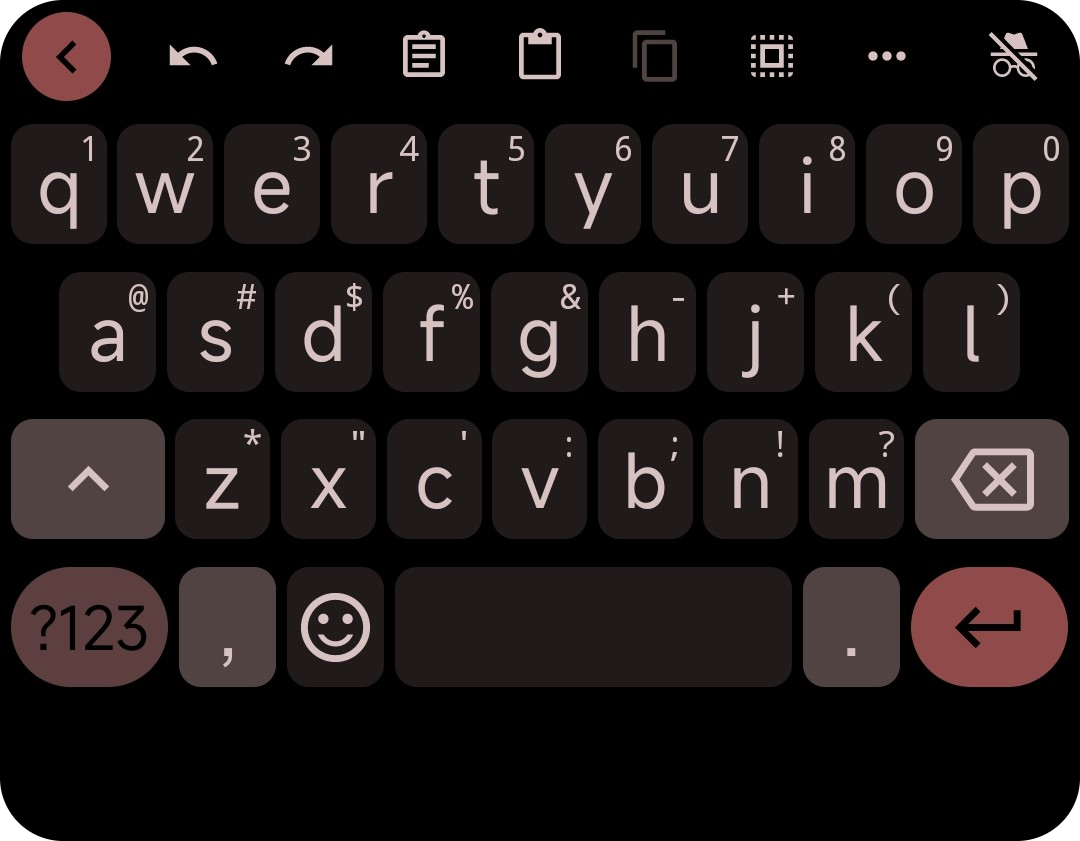 q 1 w 2 e 3 r 4 t 5 y 6 u 7 i 8 o 9 p 0
a @ s # d $ f % g & h - j + k ( l )
z * x " c ' v : b ; n ! m ?
?123 , .